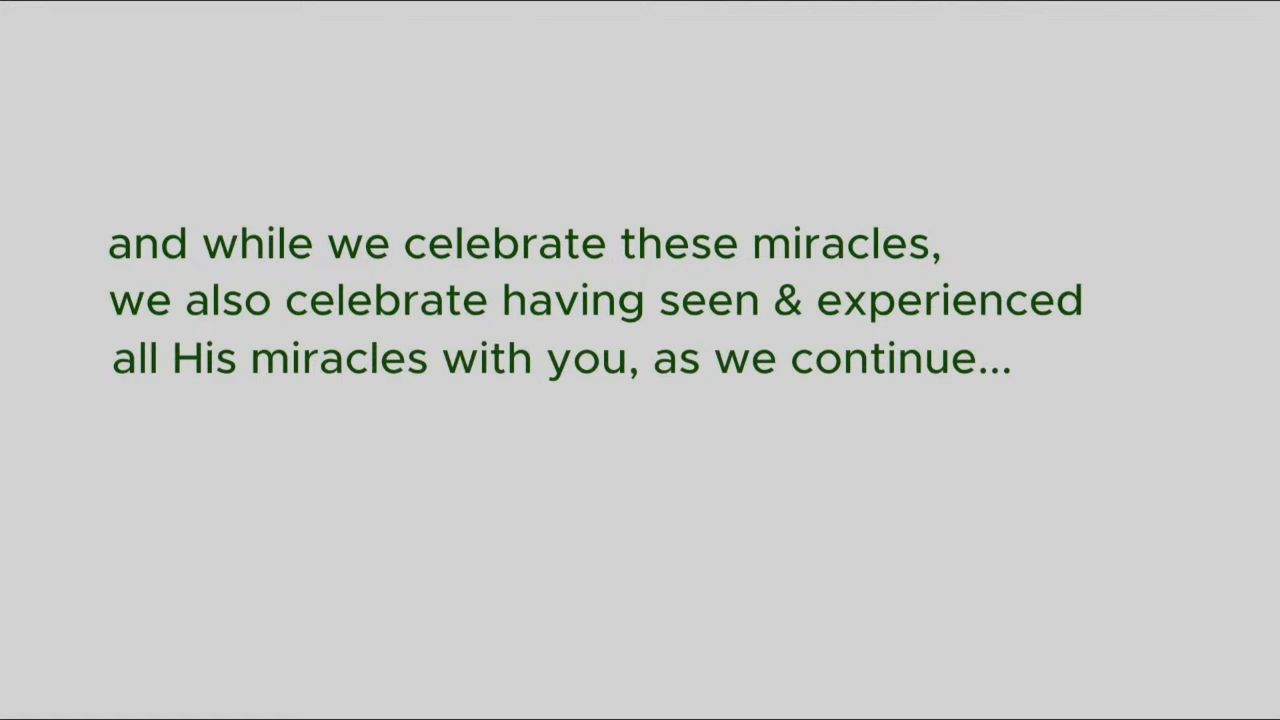 and while we celebrate these miracles,
we also celebrate having seen & experienced
all His miracles with you, as we continue...